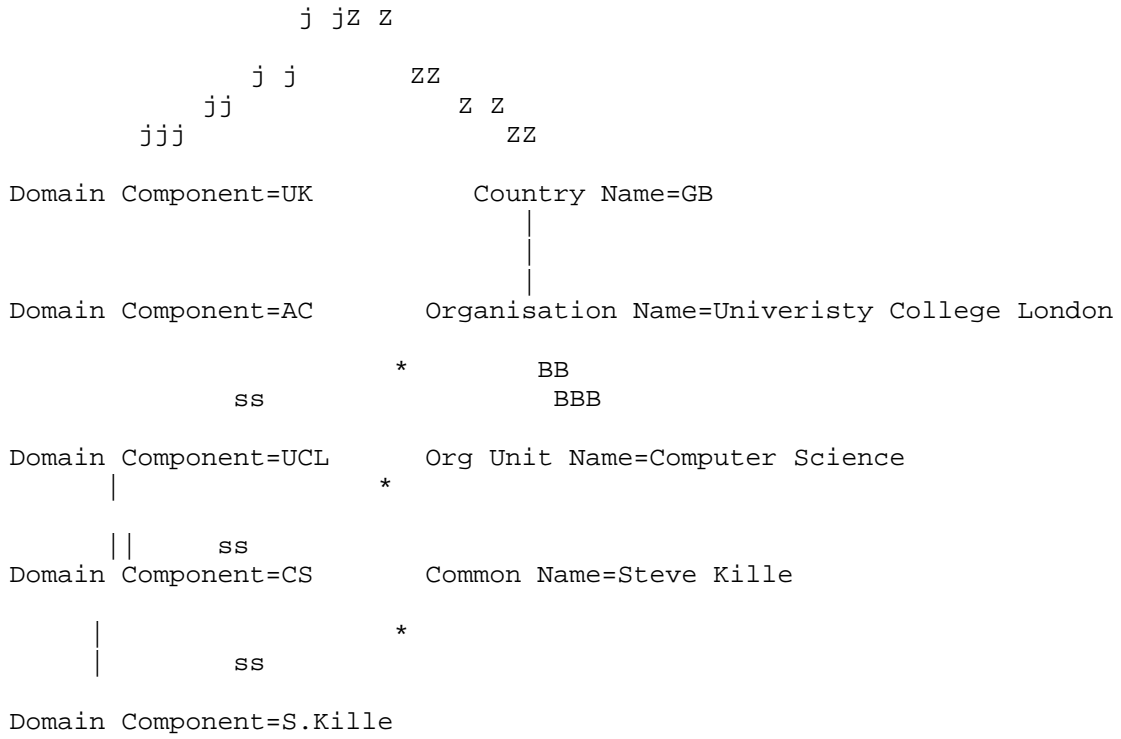 j jZ Z
j j ZZ
jj Z Z
jjj ZZ
Domain Component=UK Country Name=GB
|
|
|
Domain Component=AC Organisation Name=Univeristy College London
* BB
ss BBB
Domain Component=UCL Org Unit Name=Computer Science
| *
|| ss
Domain Component=CS Common Name=Steve Kille
| *
| ss
Domain Component=S.Kille